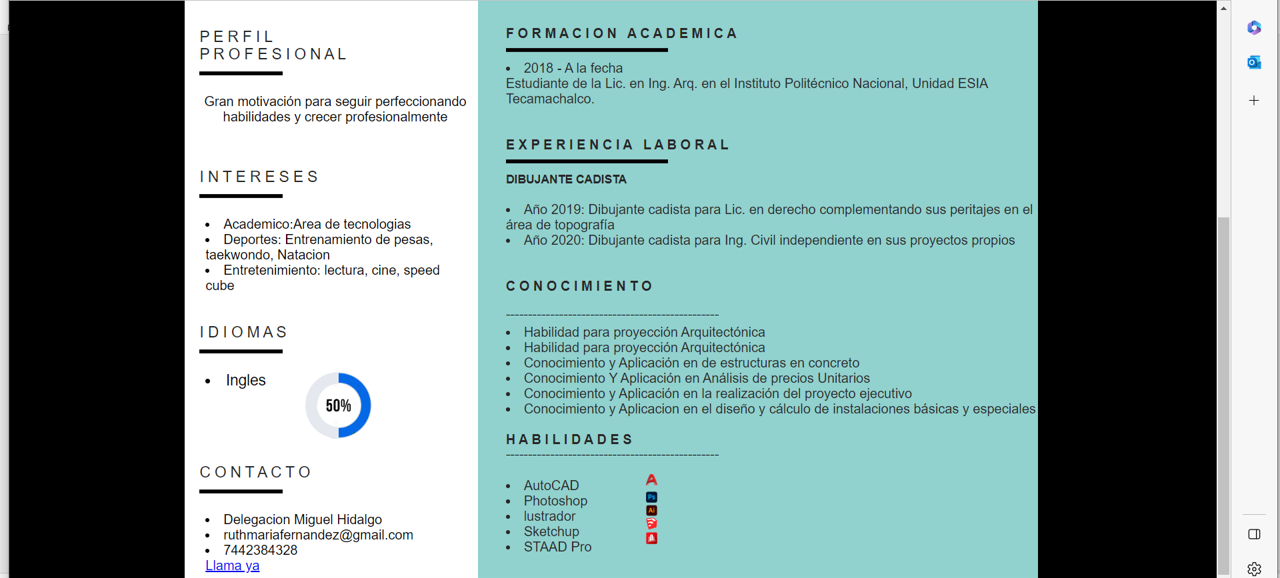 PERFIL
PROFESIONAL
Gran motivación para seguir perfeccionando
habilidades y crecer profesionalmente
INTERESES
• Academico:Area de tecnologias
• Deportes: Entrenamiento de pesas,
taekwondo, Natacion
• Entretenimiento: lectura, cine, speed
cube
IDIOMAS
• Ingles
50%
CONTACTO
• Delegacion Miguel Hidalgo
• ruthmariafernandez@gmail.com
• 7442384328
Llama ya
FORMACION ACADEMICA
• 2018 - A la fecha
Estudiante de la Lic. en Ing. Arq. en el Instituto Politécnico Nacional, Unidad ESIA
Tecamachalco.
EXPERIENCIA LABORAL
DIBUJANTE CADISTA
• Año 2019: Dibujante cadista para Lic. en derecho complementando sus peritajes en el
área de topografía
• Año 2020: Dibujante cadista para Ing. Civil independiente en sus proyectos propios
CONOCIMIENTO
------------------------------------------------
• Habilidad para proyección Arquitectónica
• Habilidad para proyección Arquitectónica
• Conocimiento y Aplicación en de estructuras en concreto
• Conocimiento Y Aplicación en Análisis de precios Unitarios
• Conocimiento y Aplicación en la realización del proyecto ejecutivo
• Conocimiento y Aplicacion en el diseño y cálculo de instalaciones básicas y especiales
HABILIDADES
------------------------------------------------
• AutoCAD
• Photoshop
Ps
• lustrador
Ai
• Sketchup
• STAAD Pro